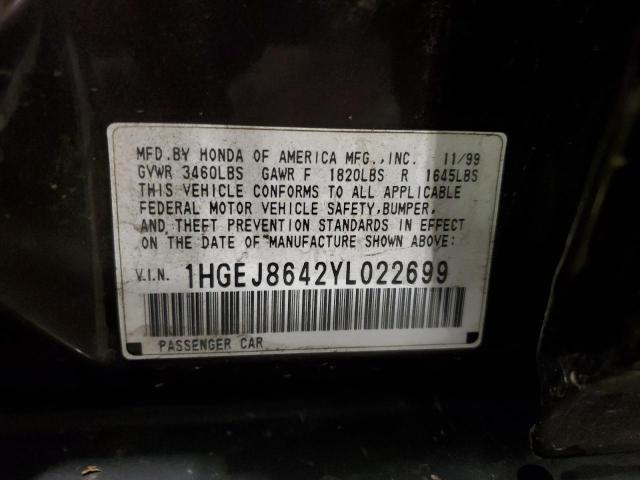 MFD.BY HONDA OF AMERICA MFG.,INC. 11/99
GVWR 3460LBS GAWR F 1820LBS R 1645LBS
THIS VEHICLE CONFORMS TO ALL APPLICABLE
FEDERAL MOTOR VEHICLE SAFETY,BUMPER,
AND THEFT PREVENTION STANDARDS IN EFFECT
ON THE DATE OF MANUFACTURE SHOWN ABOVE:
V.I.N. 1HGEJ8642YL022699
PASSENGER CAR